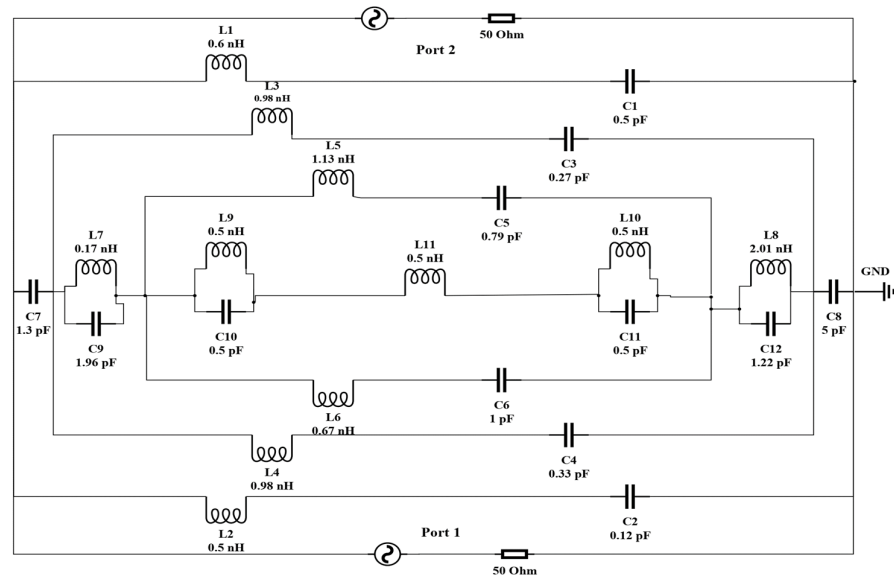 50 Ohm
Port 2
L1
0.6 nH
C1
0.5 pF
L3
0.98 nH
C3
0.27 pF
L5
1.13 nH
C5
0.79 pF
L7
0.17 nH
L9
0.5 nH
L11
0.5 nH
L10
0.5 nH
L8
2.01 nH
GND
C7
1.3 pF
C9
1.96 pF
C10
0.5 pF
C11
0.5 pF
C12
1.22 pF
C8
5 pF
L6
0.67 nH
C6
1 pF
L4
0.98 nH
C4
0.33 pF
L2
0.5 nH
C2
0.12 pF
Port 1
50 Ohm